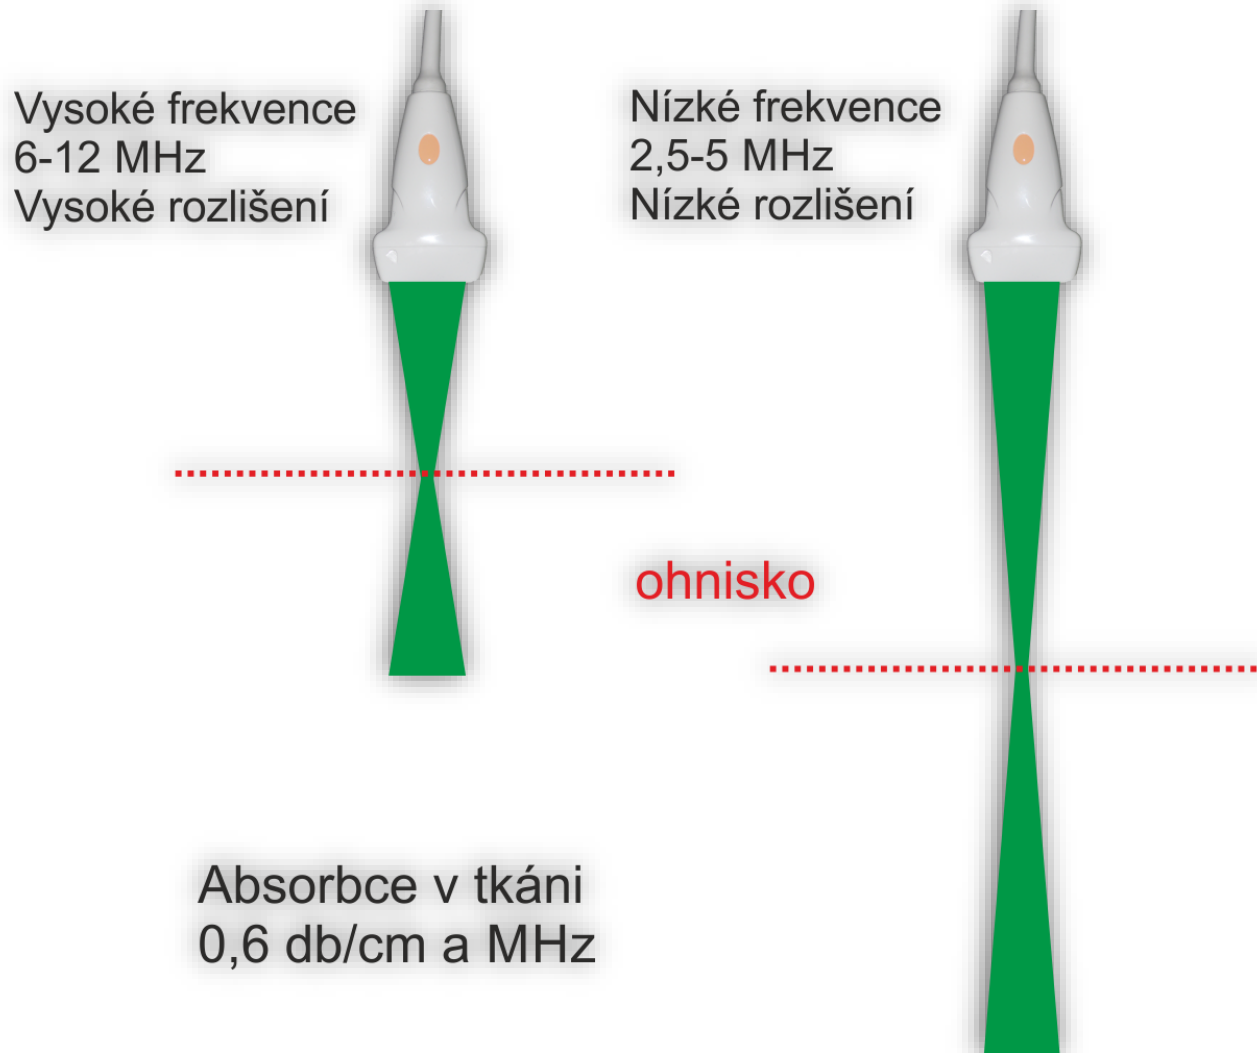 Vysoké frekvence
6-12 MHz
Vysoké rozlišení
Nízké frekvence
2,5-5 MHz
Nízké rozlišení
ohnisko
Absorbce v tkáni
0,6 db/cm a MHz